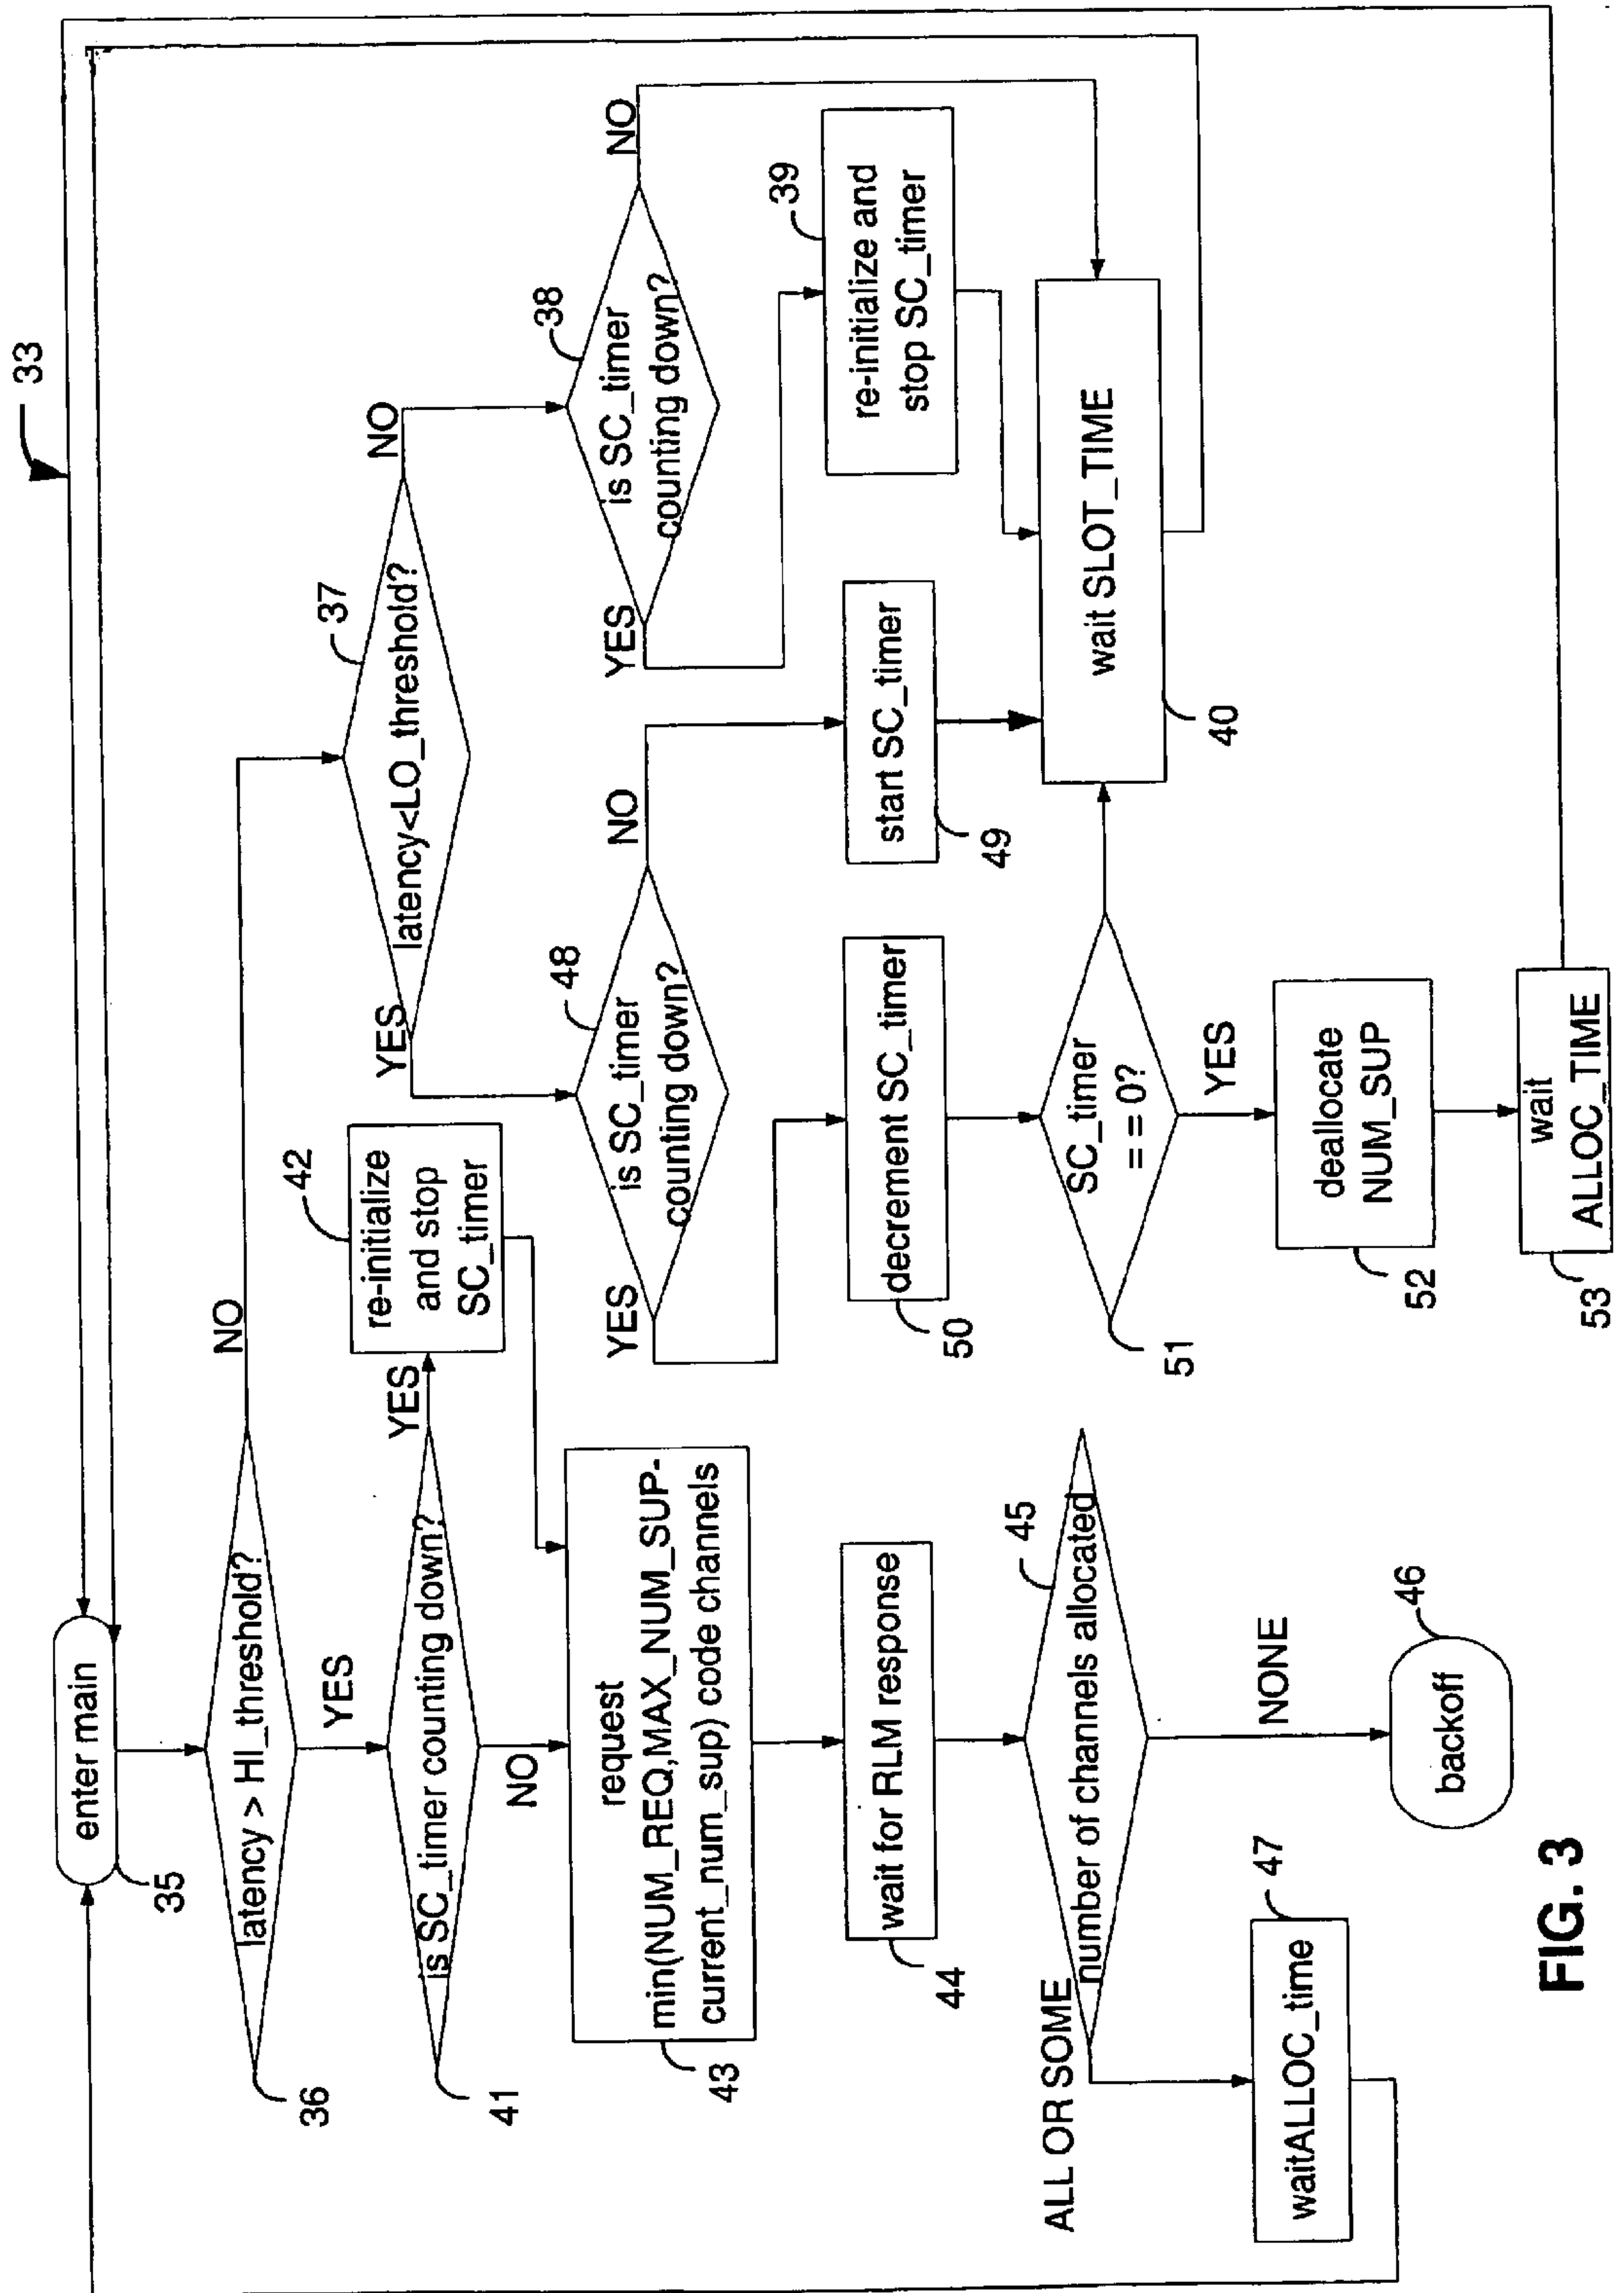 33
enter main
35
latency > HI_threshold?
36
NO
YES
latency<LO_threshold?
37
NO
YES
is SC_timer counting down?
41
YES
NO
re-initialize
and stop
SC_timer
42
is SC_timer
counting down?
48
YES
NO
is SC_timer
counting down?
38
YES
NO
request
min(NUM_REQ,MAX_NUM_SUP-
current_num_sup) code channels
43
decrement SC_timer
50
start SC_timer
49
re-initialize and
stop SC_timer
39
wait for RLM response
44
SC_timer
= = 0?
51
YES
wait SLOT_TIME
40
number of channels allocated
45
ALL OR SOME
NONE
deallocate
NUM_SUP
52
waitALLOC_time
47
backoff
46
wait
ALLOC_TIME
53
FIG. 3